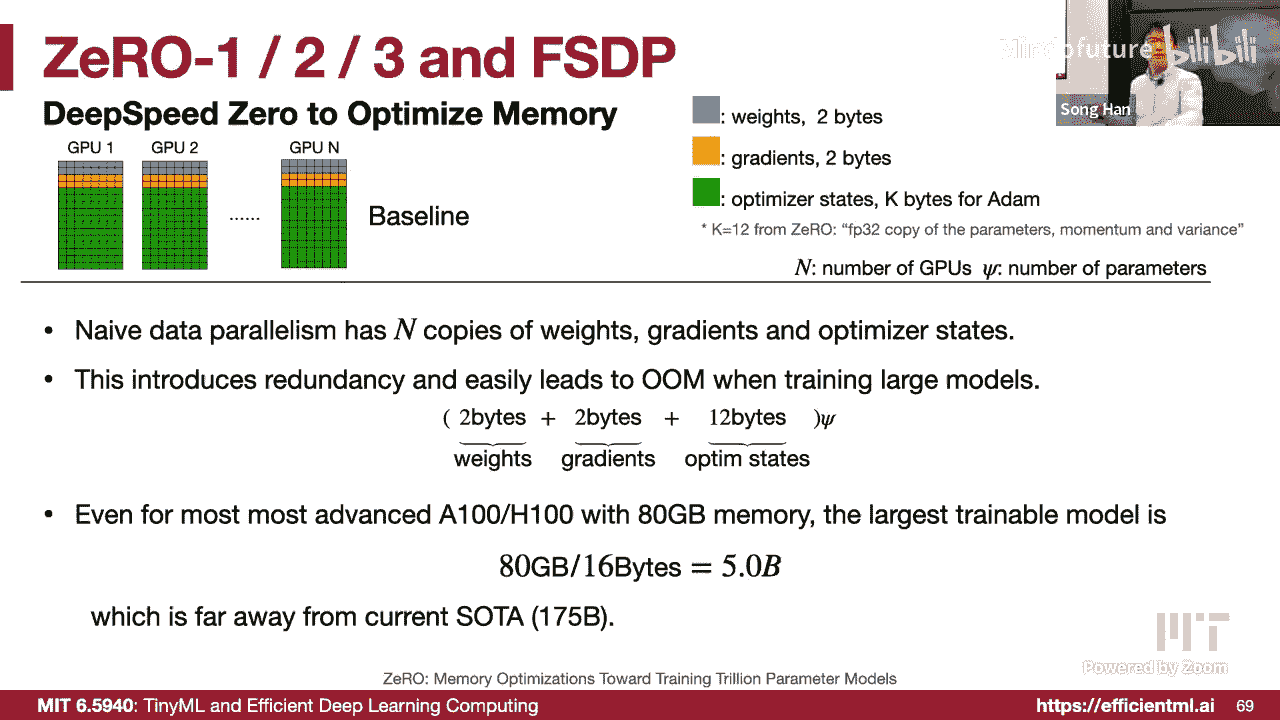 ZeRO-1 / 2 / 3 and FSDP
DeepSpeed Zero to Optimize Memory
GPU 1 GPU 2 GPU N
...... Baseline
: weights, 2 bytes
: gradients, 2 bytes
: optimizer states, K bytes for Adam
* K=12 from ZeRO: “fp32 copy of the parameters, momentum and variance”
N: number of GPUs ψ: number of parameters
Mindofuture bilibili
Song Han
• Naive data parallelism has N copies of weights, gradients and optimizer states.
• This introduces redundancy and easily leads to OOM when training large models.
( 2bytes + 2bytes + 12bytes )ψ
weights gradients optim states
• Even for most most advanced A100/H100 with 80GB memory, the largest trainable model is
80GB/16Bytes = 5.0B
which is far away from current SOTA (175B).
MIT
Powered by Zoom
ZeRO: Memory Optimizations Toward Training Trillion Parameter Models
MIT 6.5940: TinyML and Efficient Deep Learning Computing https://efficientml.ai 69